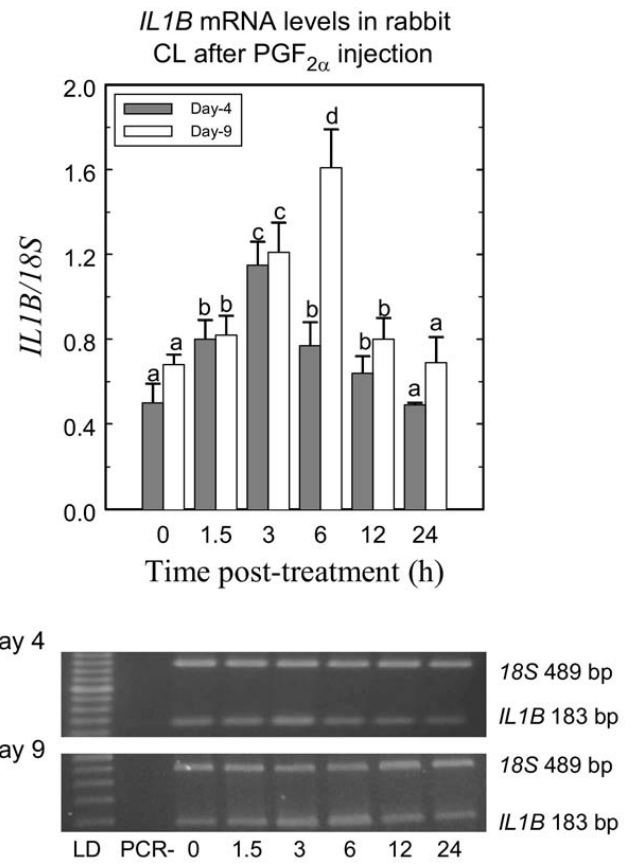 IL1B mRNA levels in rabbit
CL after PGF2α injection
2.0
Day-4
Day-9
d
1.6
c c
1.2
IL1B/18S
b b b b
0.8
a a b a
a
0.4
0.0
0 1.5 3 6 12 24
Time post-treatment (h)
ay 4
18S 489 bp
IL1B 183 bp
ay 9
18S 489 bp
IL1B 183 bp
LD PCR- 0 1.5 3 6 12 24